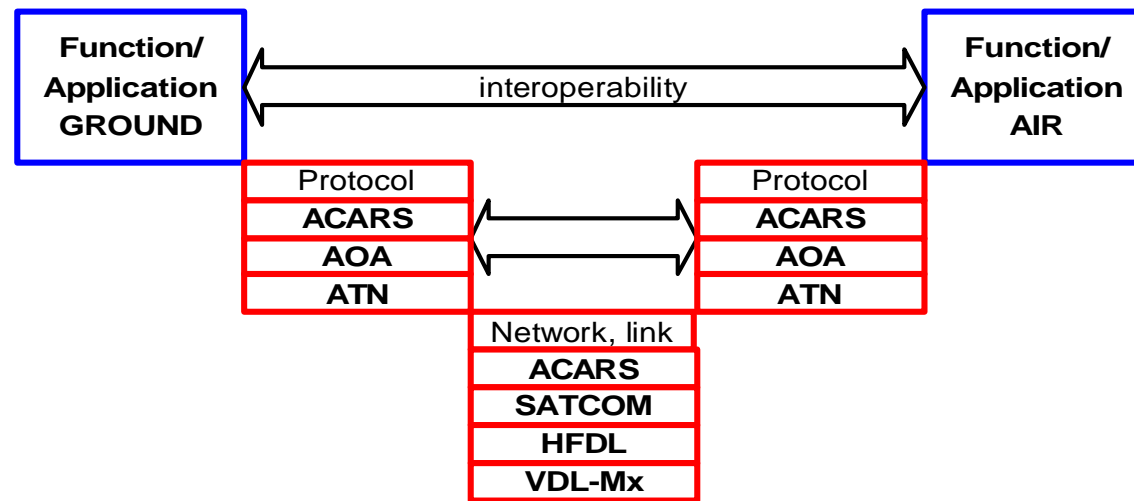 Function/
Application
GROUND
interoperability
Function/
Application
AIR
Protocol
ACARS
AOA
ATN
Protocol
ACARS
AOA
ATN
Network, link
ACARS
SATCOM
HFDL
VDL-Mx